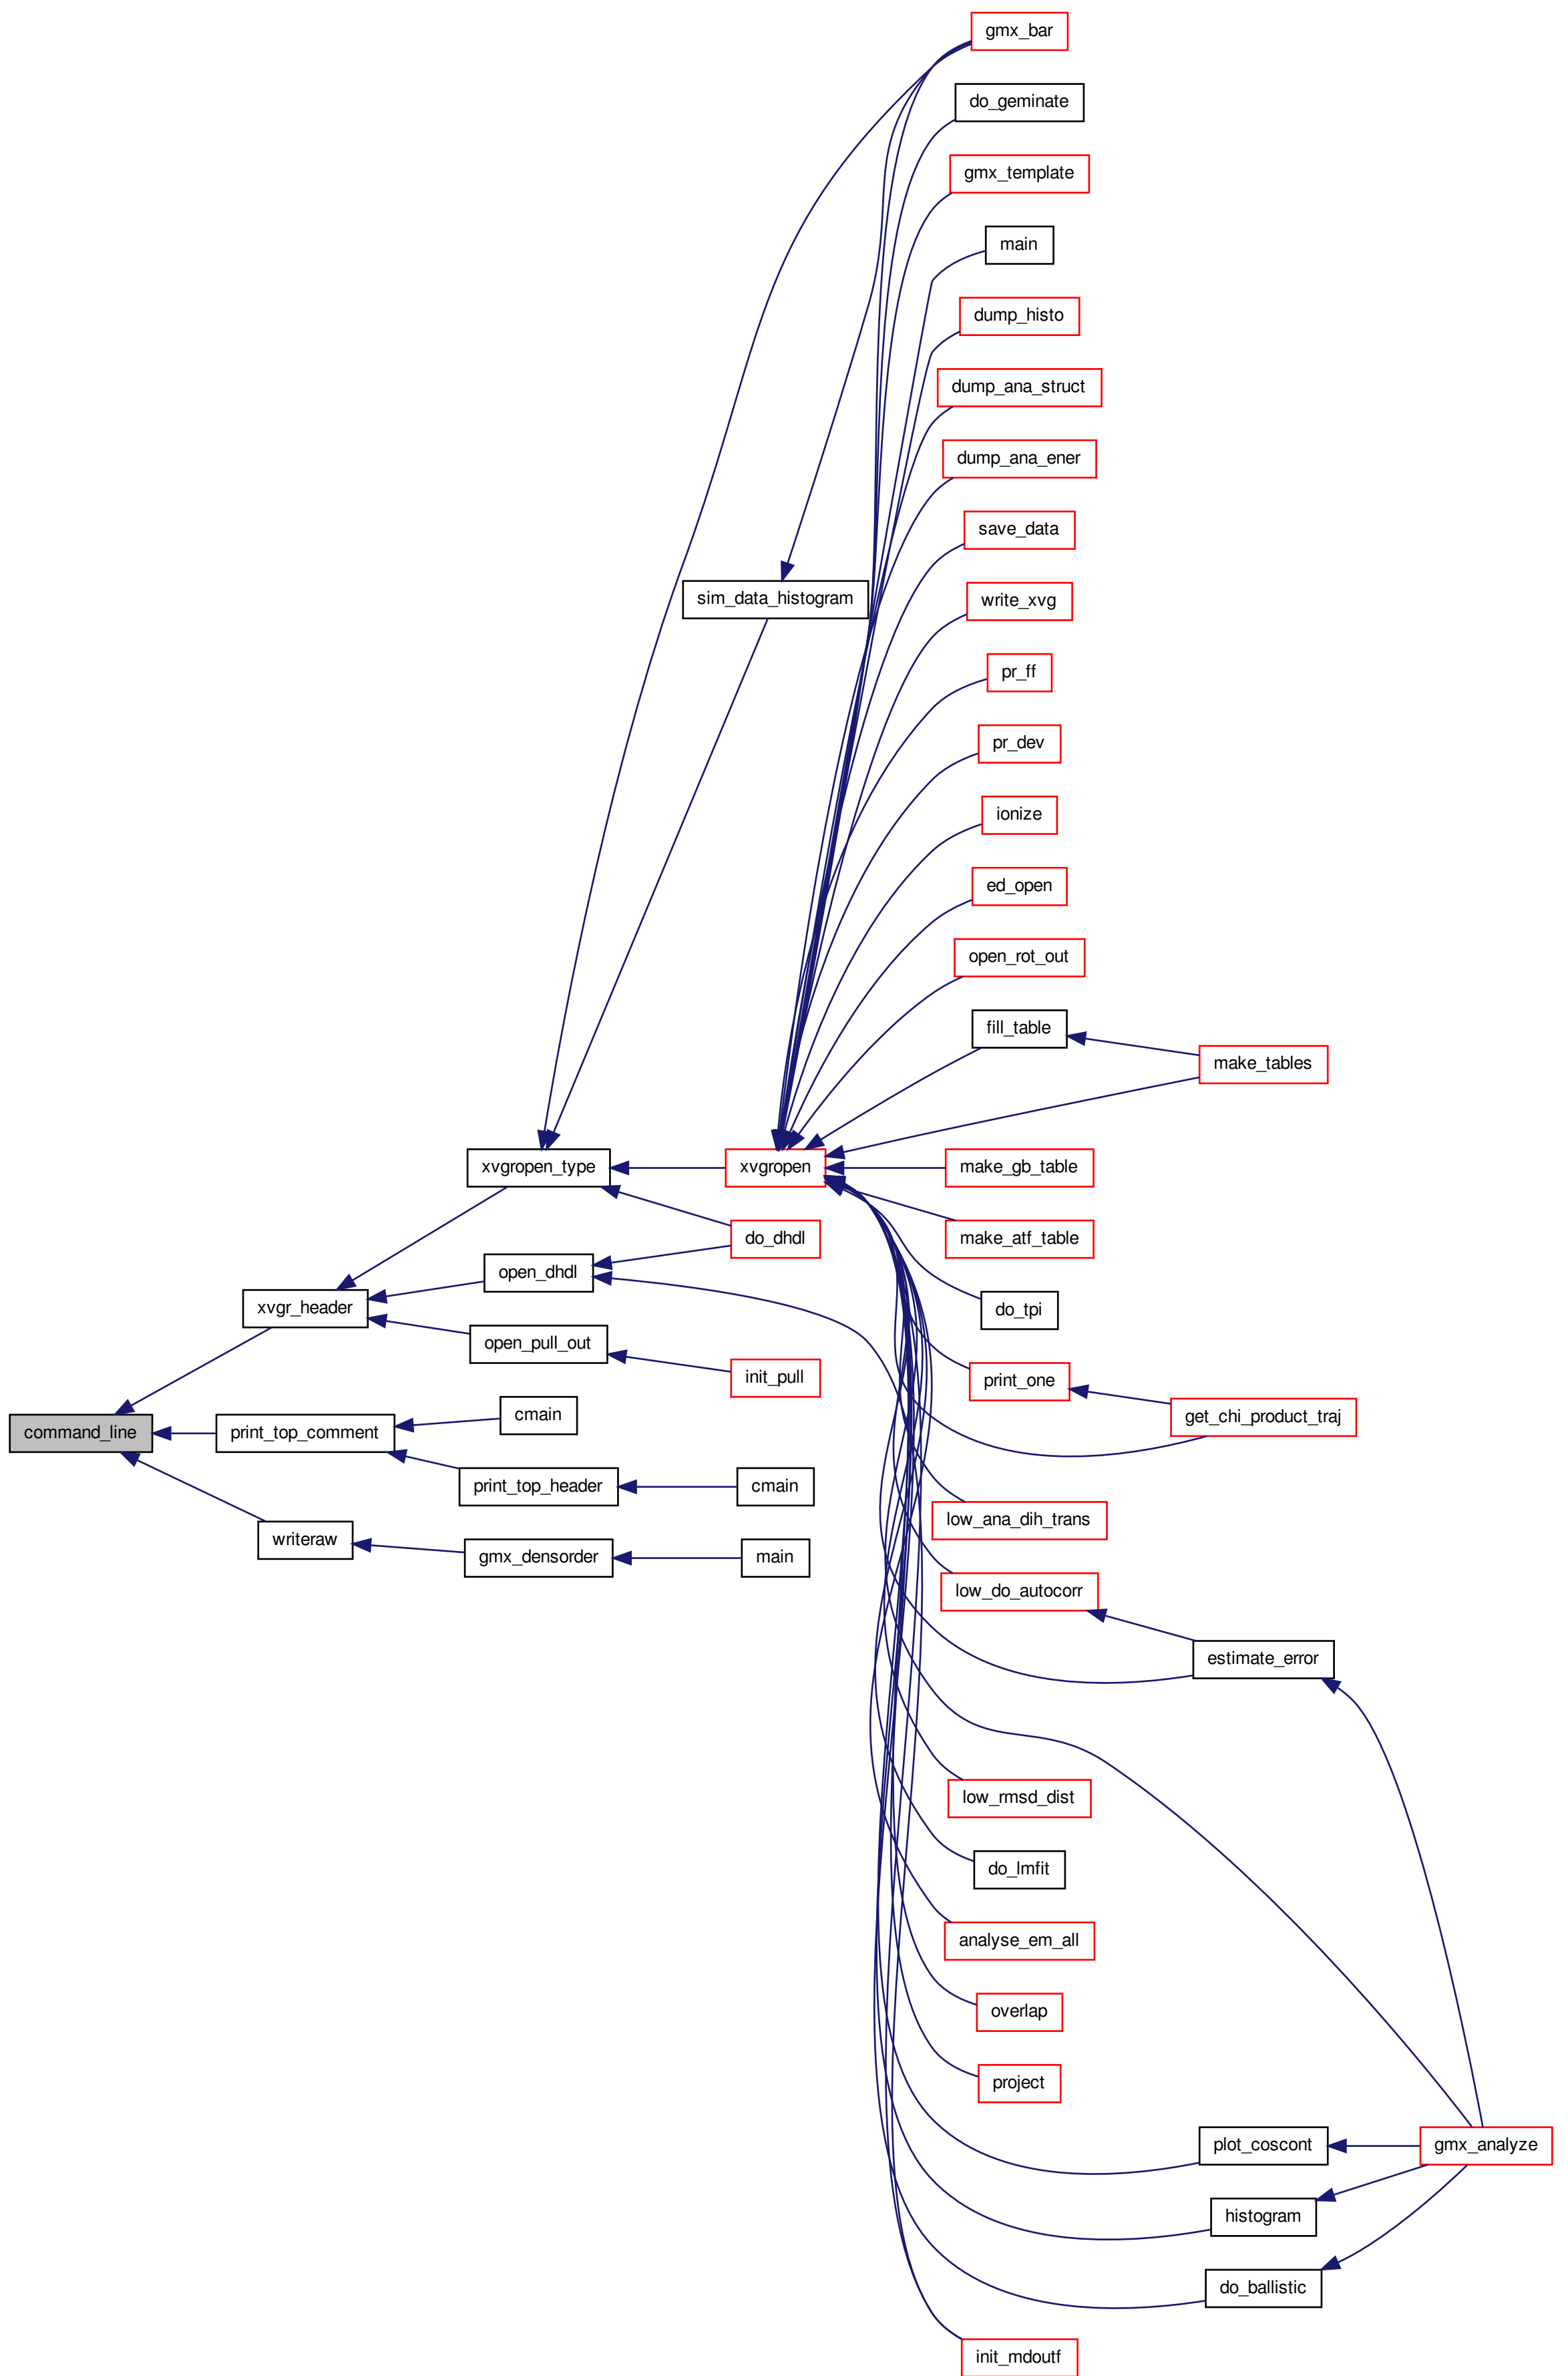 gmx_bar
do_geminate
gmx_template
main
dump_histo
dump_ana_struct
dump_ana_ener
save_data
sim_data_histogram
write_xvg
pr_ff
pr_dev
ionize
ed_open
open_rot_out
fill_table
make_tables
xvgropen_type
xvgropen
make_gb_table
do_dhdl
make_atf_table
open_dhdl
xvgr_header
do_tpi
open_pull_out
init_pull
print_one
cmain
get_chi_product_traj
command_line
print_top_comment
print_top_header
cmain
low_ana_dih_trans
writeraw
gmx_densorder
main
low_do_autocorr
estimate_error
low_rmsd_dist
do_lmfit
analyse_em_all
overlap
project
plot_coscont
gmx_analyze
histogram
do_ballistic
init_mdoutf